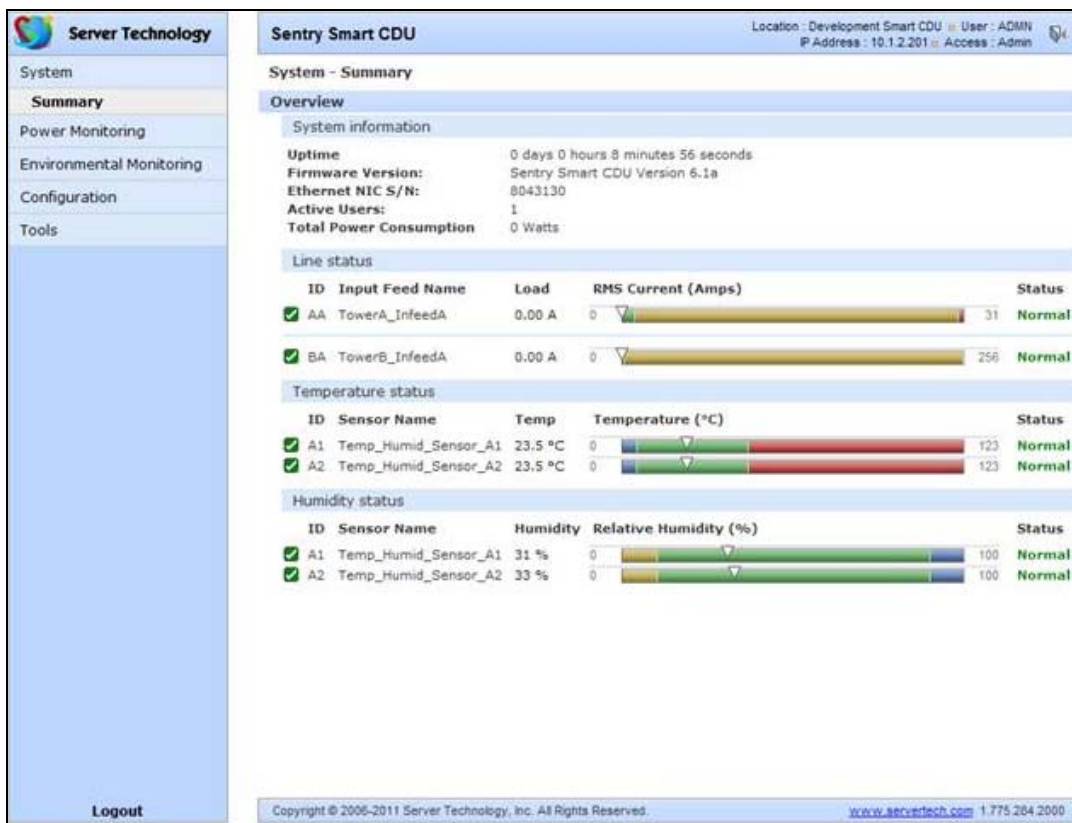 Server Technology
Sentry Smart CDU
Location : Development Smart CDU User : ADMN
IP Address : 10.1.2.201 Access : Admin
System
Summary
Power Monitoring
Environmental Monitoring
Configuration
Tools
Logout
System - Summary
Overview
System information
Uptime 0 days 0 hours 8 minutes 56 seconds
Firmware Version: Sentry Smart CDU Version 6.1a
Ethernet NIC S/N: 8043130
Active Users: 1
Total Power Consumption 0 Watts
Line status
ID Input Feed Name Load RMS Current (Amps) Status
AA TowerA_InfeedA 0.00 A 0 31 Normal
BA TowerB_InfeedA 0.00 A 0 256 Normal
Temperature status
ID Sensor Name Temp Temperature (°C) Status
A1 Temp_Humid_Sensor_A1 23.5 °C 0 123 Normal
A2 Temp_Humid_Sensor_A2 23.5 °C 0 123 Normal
Humidity status
ID Sensor Name Humidity Relative Humidity (%) Status
A1 Temp_Humid_Sensor_A1 31 % 0 100 Normal
A2 Temp_Humid_Sensor_A2 33 % 0 100 Normal
Copyright © 2006-2011 Server Technology, Inc. All Rights Reserved. www.servertech.com 1.775.284.2000